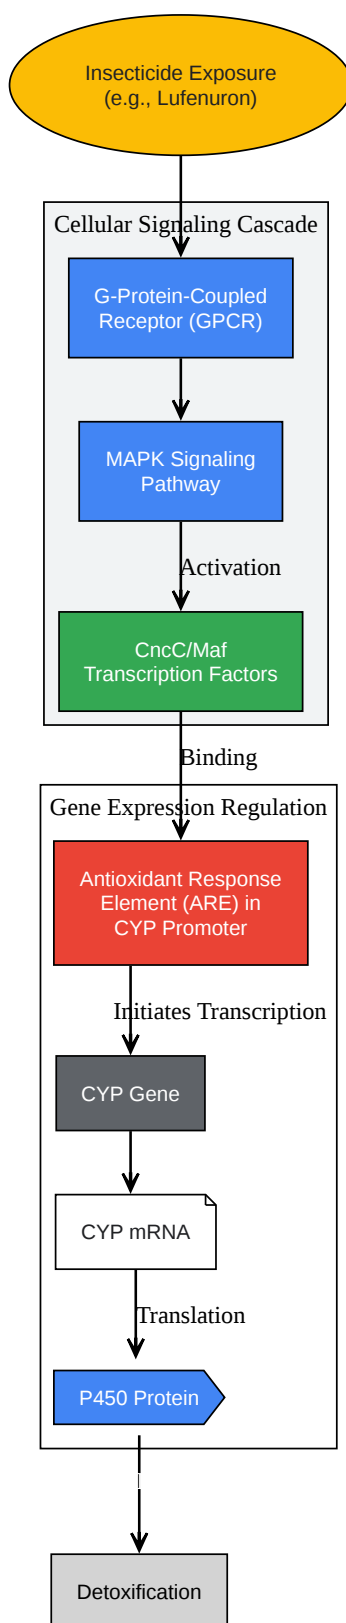 Insecticide Exposure
(e.g., Lufenuron)
Cellular Signaling Cascade
G-Protein-Coupled
Receptor (GPCR)
MAPK Signaling
Pathway
Activation
CncC/Maf
Transcription Factors
Binding
Gene Expression Regulation
Antioxidant Response
Element (ARE) in
CYP Promoter
Initiates Transcription
CYP Gene
CYP mRNA
Translation
P450 Protein
Detoxification